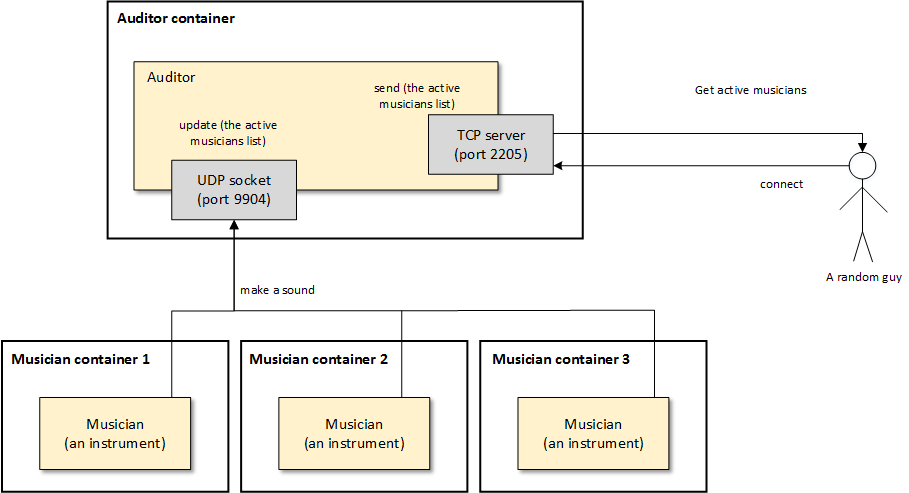 Auditor container
Auditor
send (the active
musicians list)
Get active musicians
update (the active
musicians list)
TCP server
(port 2205)
UDP socket
(port 9904)
connect
A random guy
make a sound
Musician container 1
Musician container 2
Musician container 3
Musician
(an instrument)
Musician
(an instrument)
Musician
(an instrument)